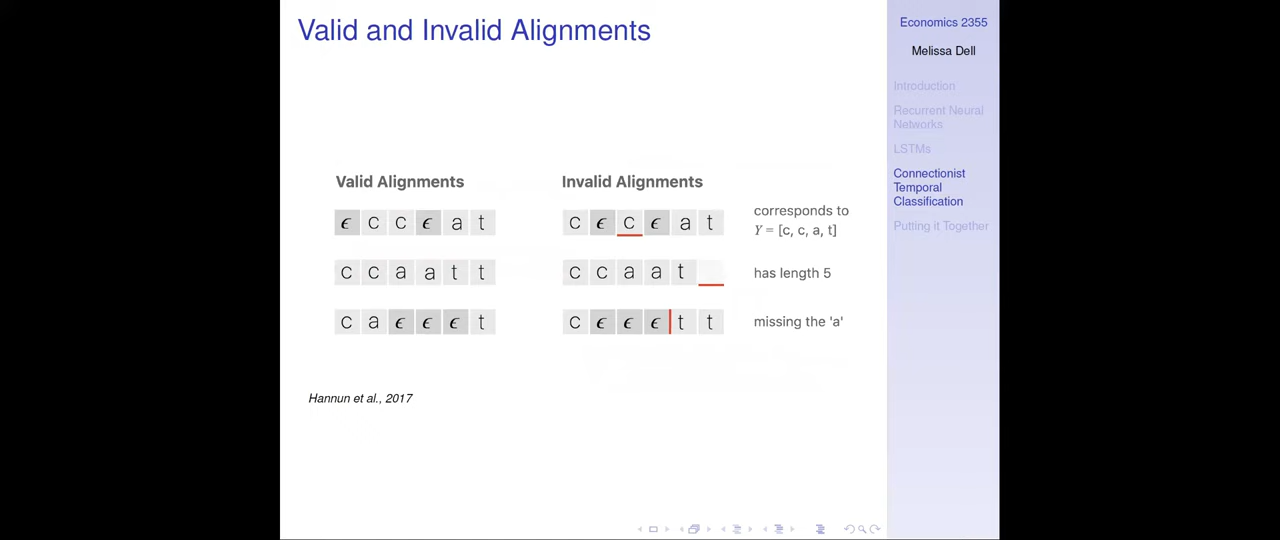 Valid and Invalid Alignments
Valid Alignments
ϵ c c ϵ a t
c c a a t t
c a ϵ ϵ ϵ t
Invalid Alignments
c ϵ c ϵ a t
corresponds to
Y = [c, c, a, t]
c c a a t
has length 5
c ϵ ϵ ϵ t t
missing the 'a'
Hannun et al., 2017
Economics 2355
Melissa Dell
Introduction
Recurrent Neural
Networks
LSTMs
Connectionist
Temporal
Classification
Putting it Together